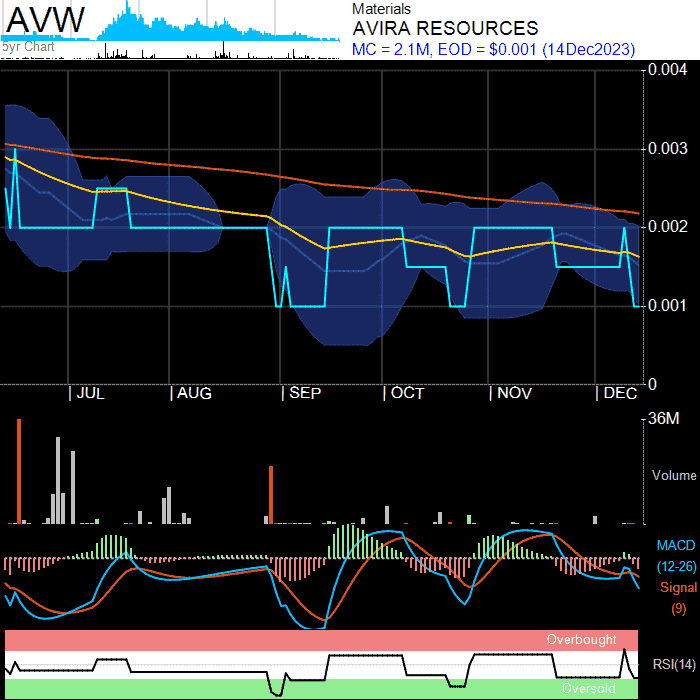 AVW
5yr Chart
Materials
AVIRA RESOURCES
MC = 2.1M, EOD = $0.001 (14Dec2023)
0.004
0.003
0.002
0.001
0
JUL AUG SEP OCT NOV DEC
36M
Volume
MACD
(12-26)
Signal
(9)
Overbought
RSI(14)
Oversold